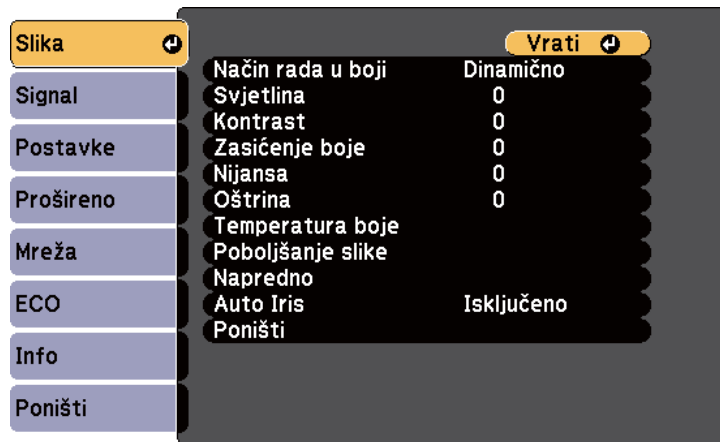 Slika
Signal
Postavke
Prošireno
Mreža
ECO
Info
Poništi
Vrati
Način rada u boji Dinamično
Svjetlina 0
Kontrast 0
Zasićenje boje 0
Nijansa 0
Oštrina 0
Temperatura boje
Poboljšanje slike
Napredno
Auto Iris Isključeno
Poništi